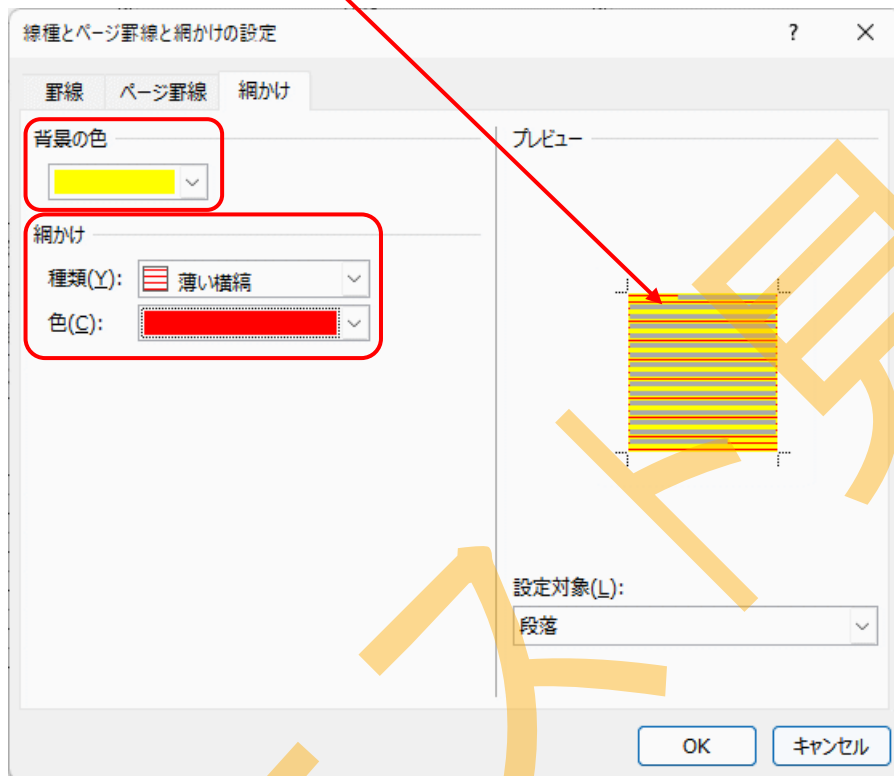 線種とページ罫線と網かけの設定
?
罫線 ページ罫線 網かけ
背景の色
網かけ
種類(Y): 薄い横縞
色(C):
プレビュー
設定対象(L):
段落
OK キャンセル